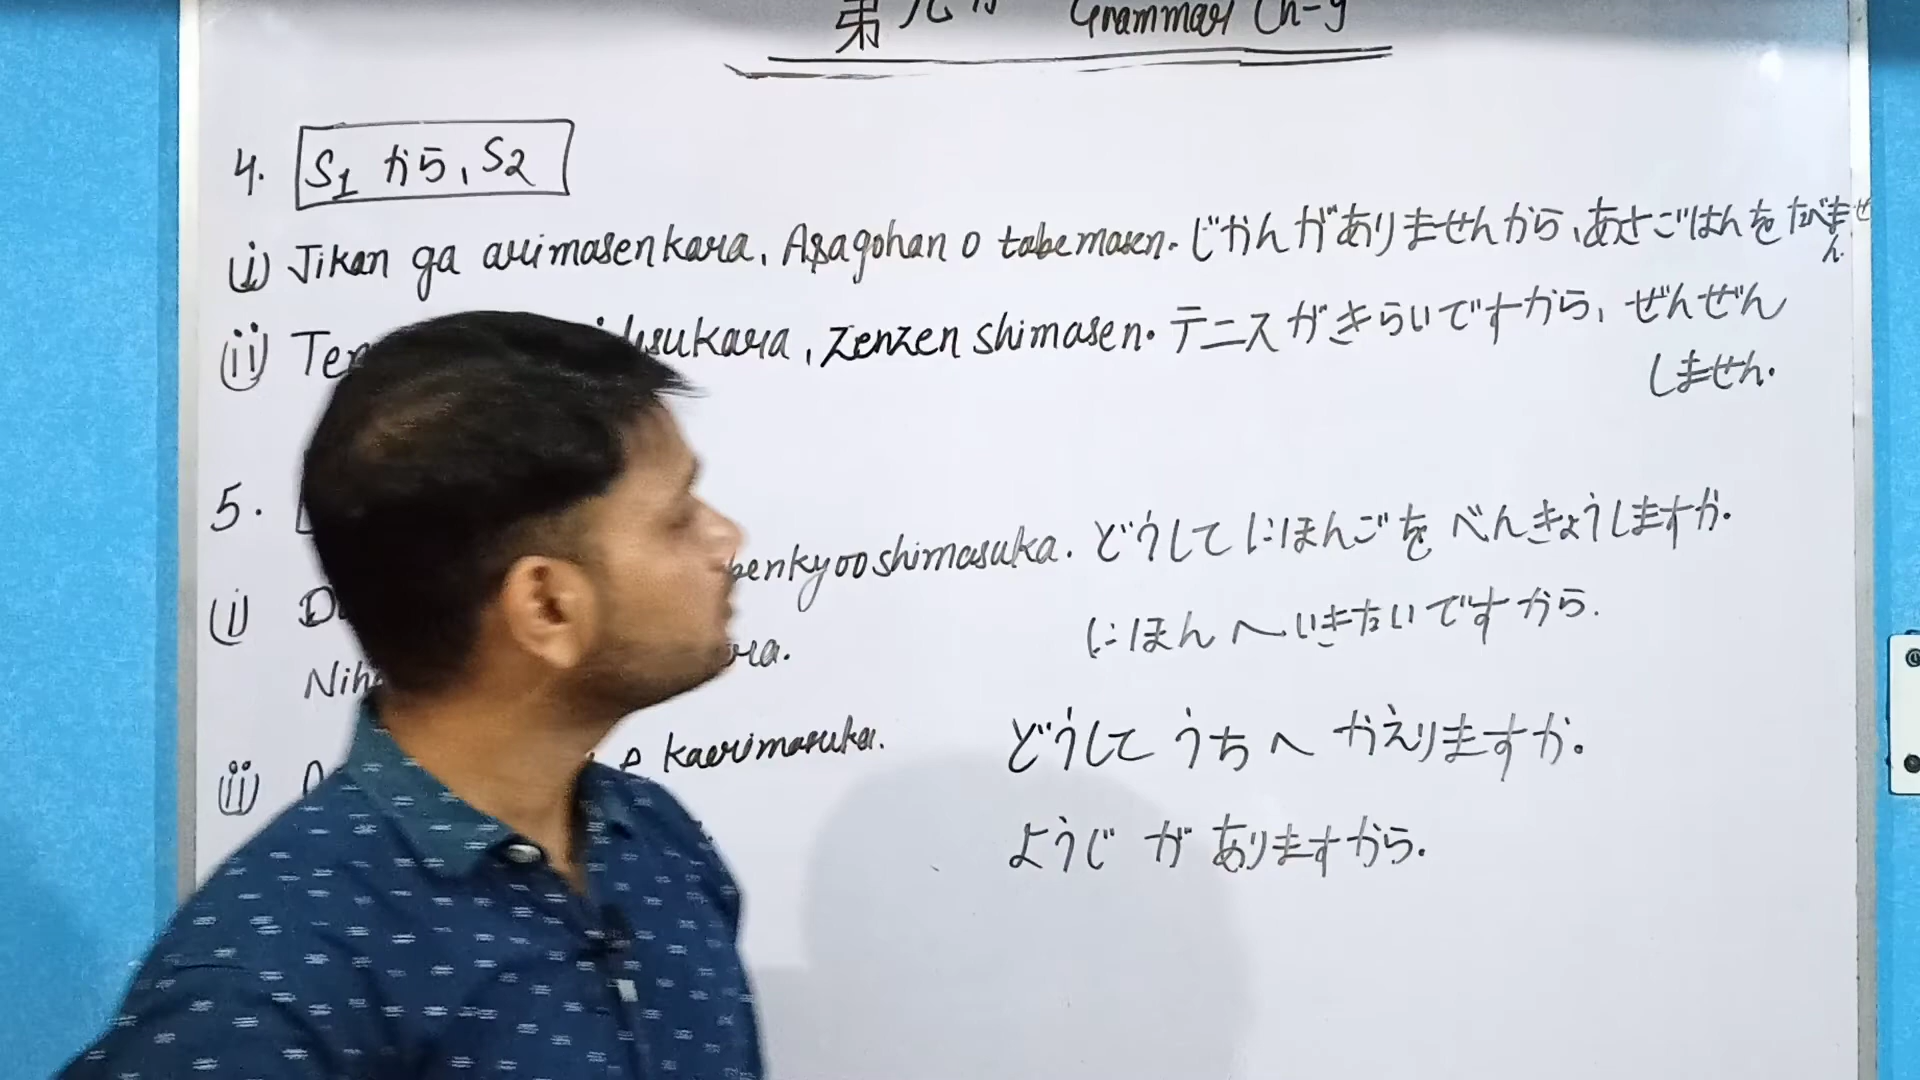 第九 Grammar Ch-9
4. S1 から、S2
(i) Jikan ga arimasenkara, Asagohan o tabemasen. じかんがありませんから、あさごはんをたべませ
ん.
(ii) sukara, zenzen shimasen. テニスがきらいですから、ぜんぜん
しません.
5.
(i) benkyooshimasuka. どうして にほんごを べんきょうしますか.
にほん へ いきたいですから.
(ii) e kaerimasuka. どうして うち へ かえりますか.
ようじ が ありますから.